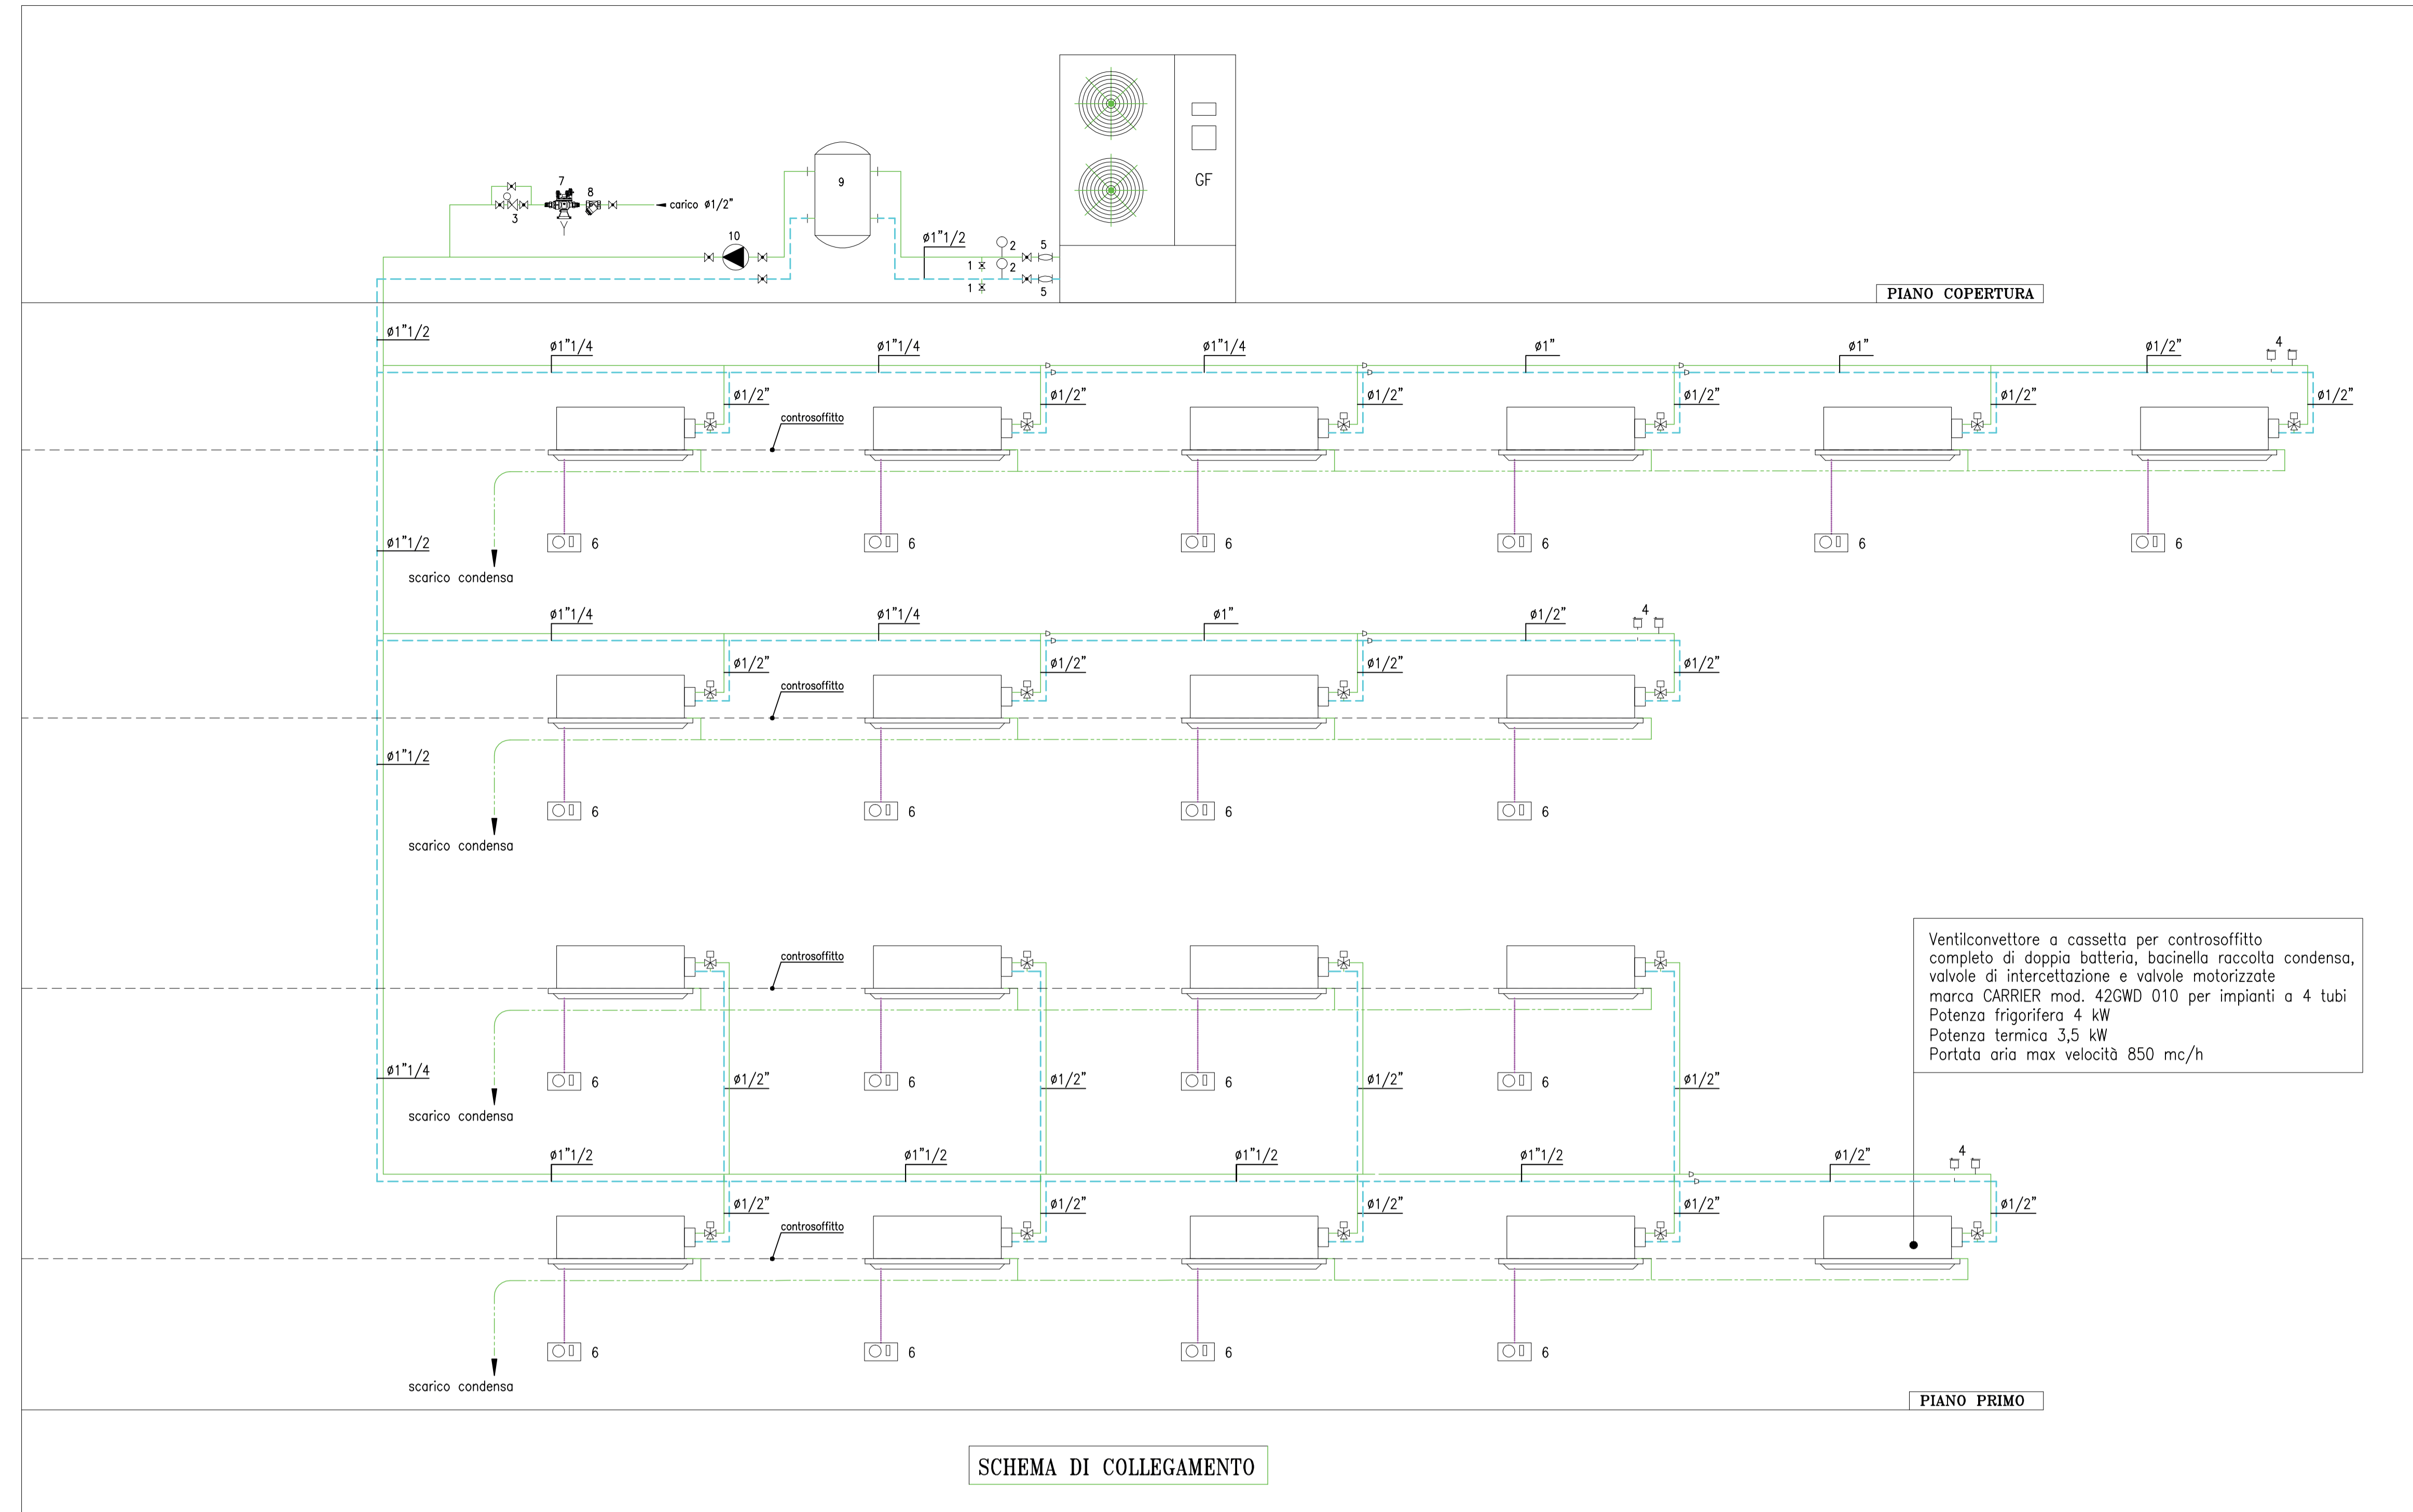 7
8
3
carico ø1/2"
10
9
ø1"1/2
2
2
1
1
5
5
GF
PIANO COPERTURA
ø1"1/2
ø1"1/4
ø1"1/4
ø1"1/4
ø1"
ø1"
ø1/2"
4
ø1/2"
ø1/2"
ø1/2"
ø1/2"
ø1/2"
ø1/2"
controsoffitto
ø1"1/2
6
6
6
6
6
6
scarico condensa
ø1"1/4
ø1"1/4
ø1"
ø1/2"
4
ø1/2"
ø1/2"
ø1/2"
ø1/2"
controsoffitto
ø1"1/2
6
6
6
6
scarico condensa
controsoffitto
ø1"1/4
6
6
6
6
ø1/2"
ø1/2"
ø1/2"
ø1/2"
scarico condensa
Ventilconvettore a cassetta per controsoffitto
completo di doppia batteria, bacinella raccolta condensa,
valvole di intercettazione e valvole motorizzate
marca CARRIER mod. 42GWD 010 per impianti a 4 tubi
Potenza frigorifera 4 kW
Potenza termica 3,5 kW
Portata aria max velocità 850 mc/h
ø1"1/2
ø1"1/2
ø1"1/2
ø1"1/2
ø1/2"
4
ø1/2"
ø1/2"
ø1/2"
ø1/2"
ø1/2"
controsoffitto
6
6
6
6
scarico condensa
PIANO PRIMO
SCHEMA DI COLLEGAMENTO